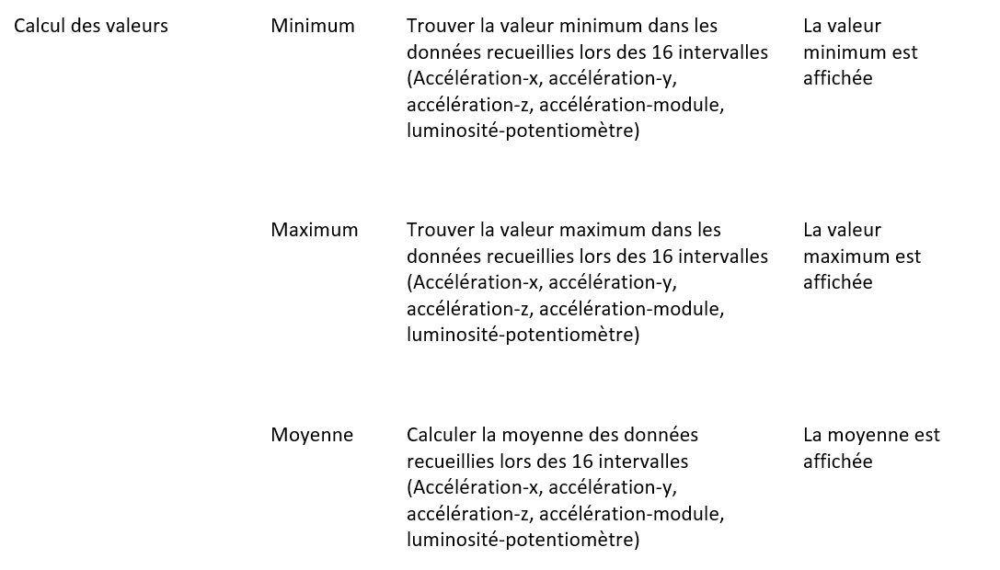 Calcul des valeurs
Minimum
Trouver la valeur minimum dans les
données recueillies lors des 16 intervalles
(Accélération-x, accélération-y,
accélération-z, accélération-module,
luminosité-potentiomètre)
La valeur
minimum est
affichée
Maximum
Trouver la valeur maximum dans les
données recueillies lors des 16 intervalles
(Accélération-x, accélération-y,
accélération-z, accélération-module,
luminosité-potentiomètre)
La valeur
maximum est
affichée
Moyenne
Calculer la moyenne des données
recueillies lors des 16 intervalles
(Accélération-x, accélération-y,
accélération-z, accélération-module,
luminosité-potentiomètre)
La moyenne est
affichée